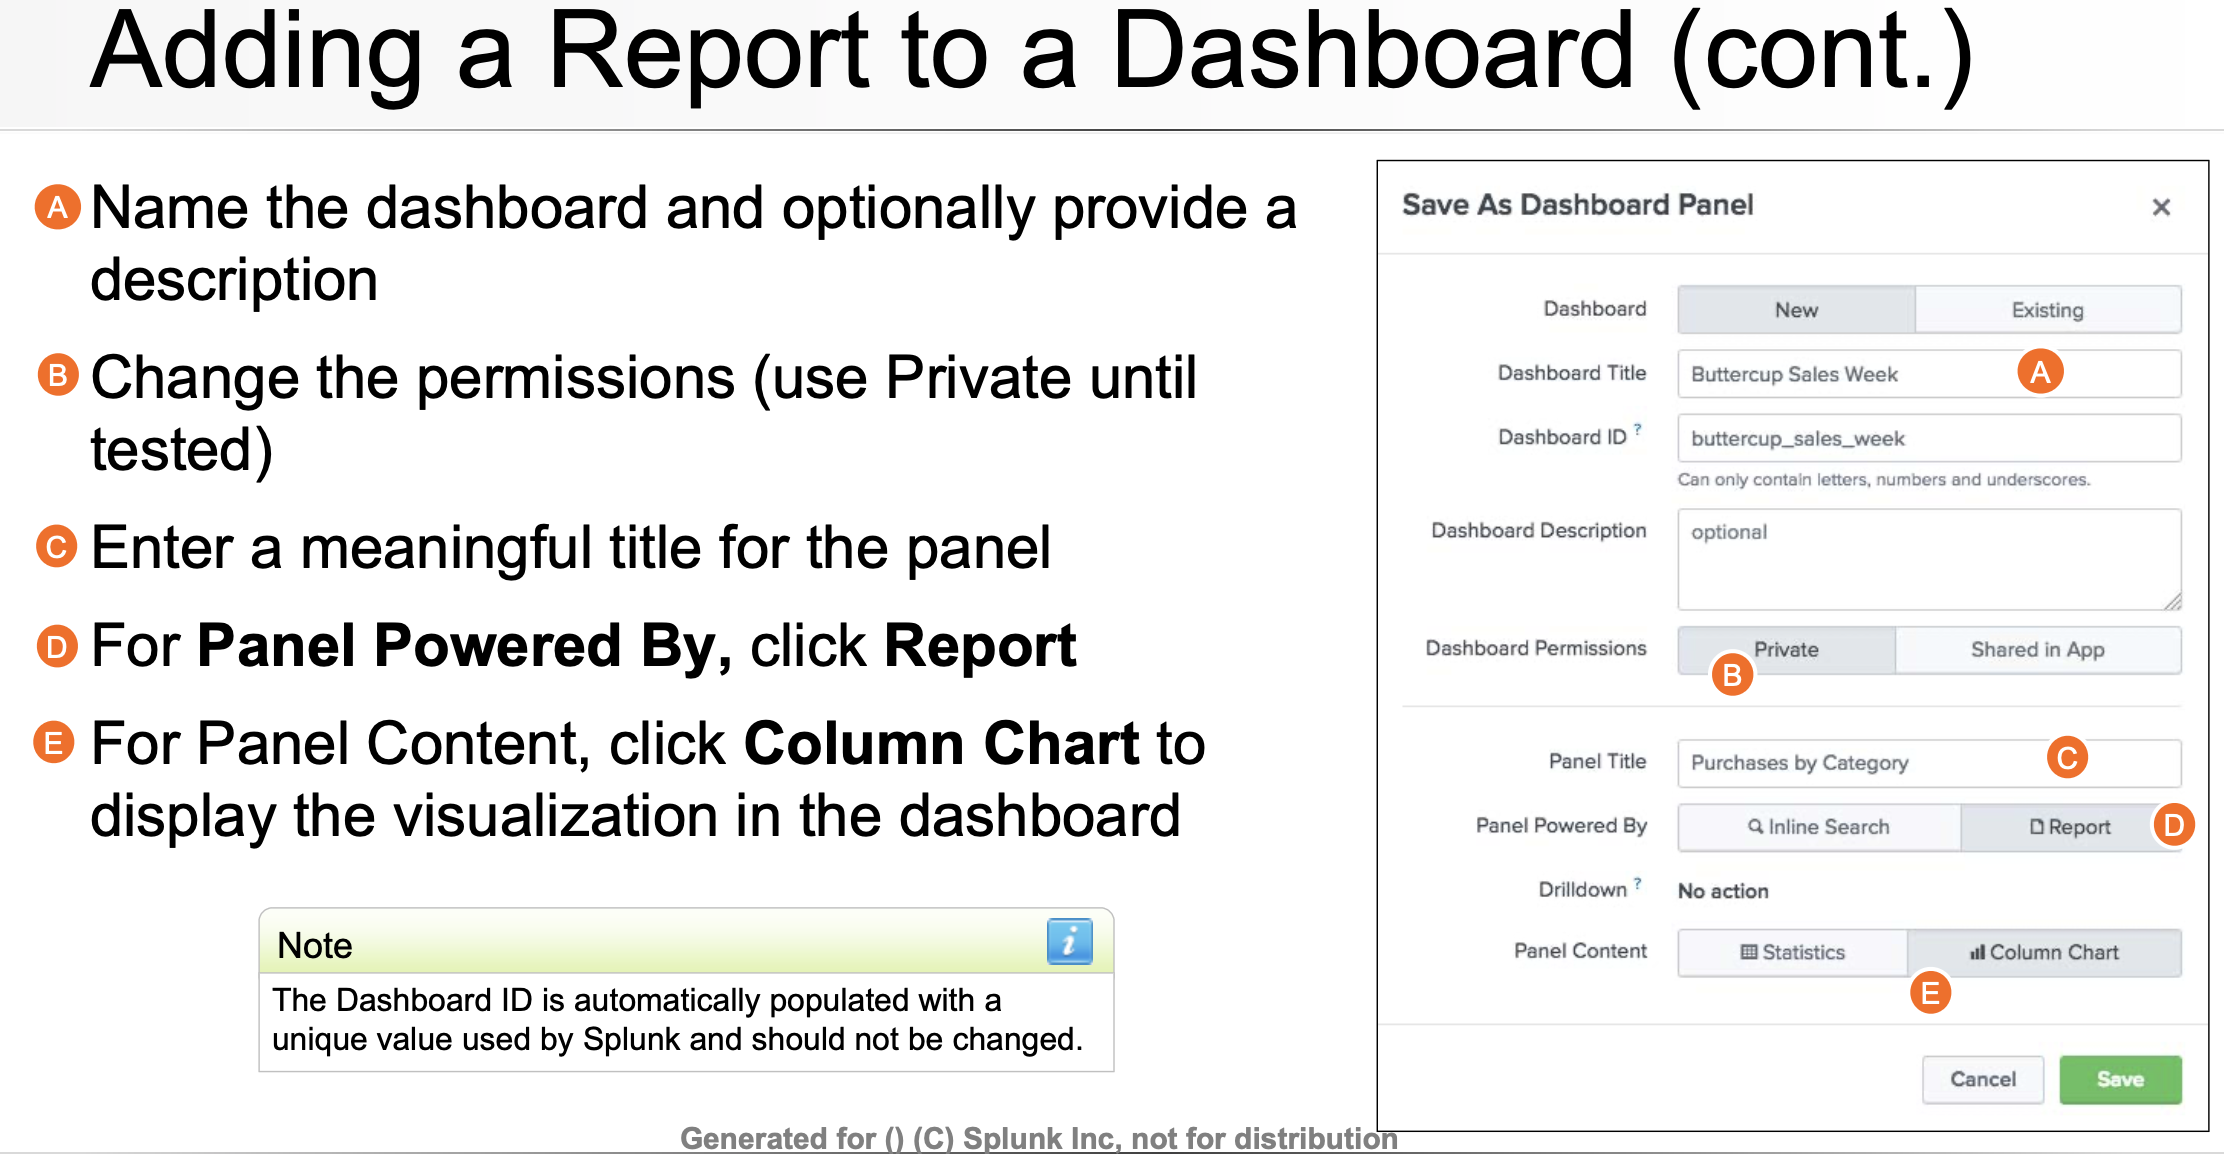 Adding a Report to a Dashboard (cont.)
A Name the dashboard and optionally provide a
description
B Change the permissions (use Private until
tested)
C Enter a meaningful title for the panel
D For Panel Powered By, click Report
E For Panel Content, click Column Chart to
display the visualization in the dashboard
Note i
The Dashboard ID is automatically populated with a
unique value used by Splunk and should not be changed.
Save As Dashboard Panel ×
Dashboard New Existing
Dashboard Title Buttercup Sales Week A
Dashboard ID ? buttercup_sales_week
Can only contain letters, numbers and underscores.
Dashboard Description optional
Dashboard Permissions Private Shared in App
B
Panel Title Purchases by Category C
Panel Powered By Inline Search Report D
Drilldown ? No action
Panel Content Statistics Column Chart
E
Cancel Save
Generated for () (C) Splunk Inc, not for distribution